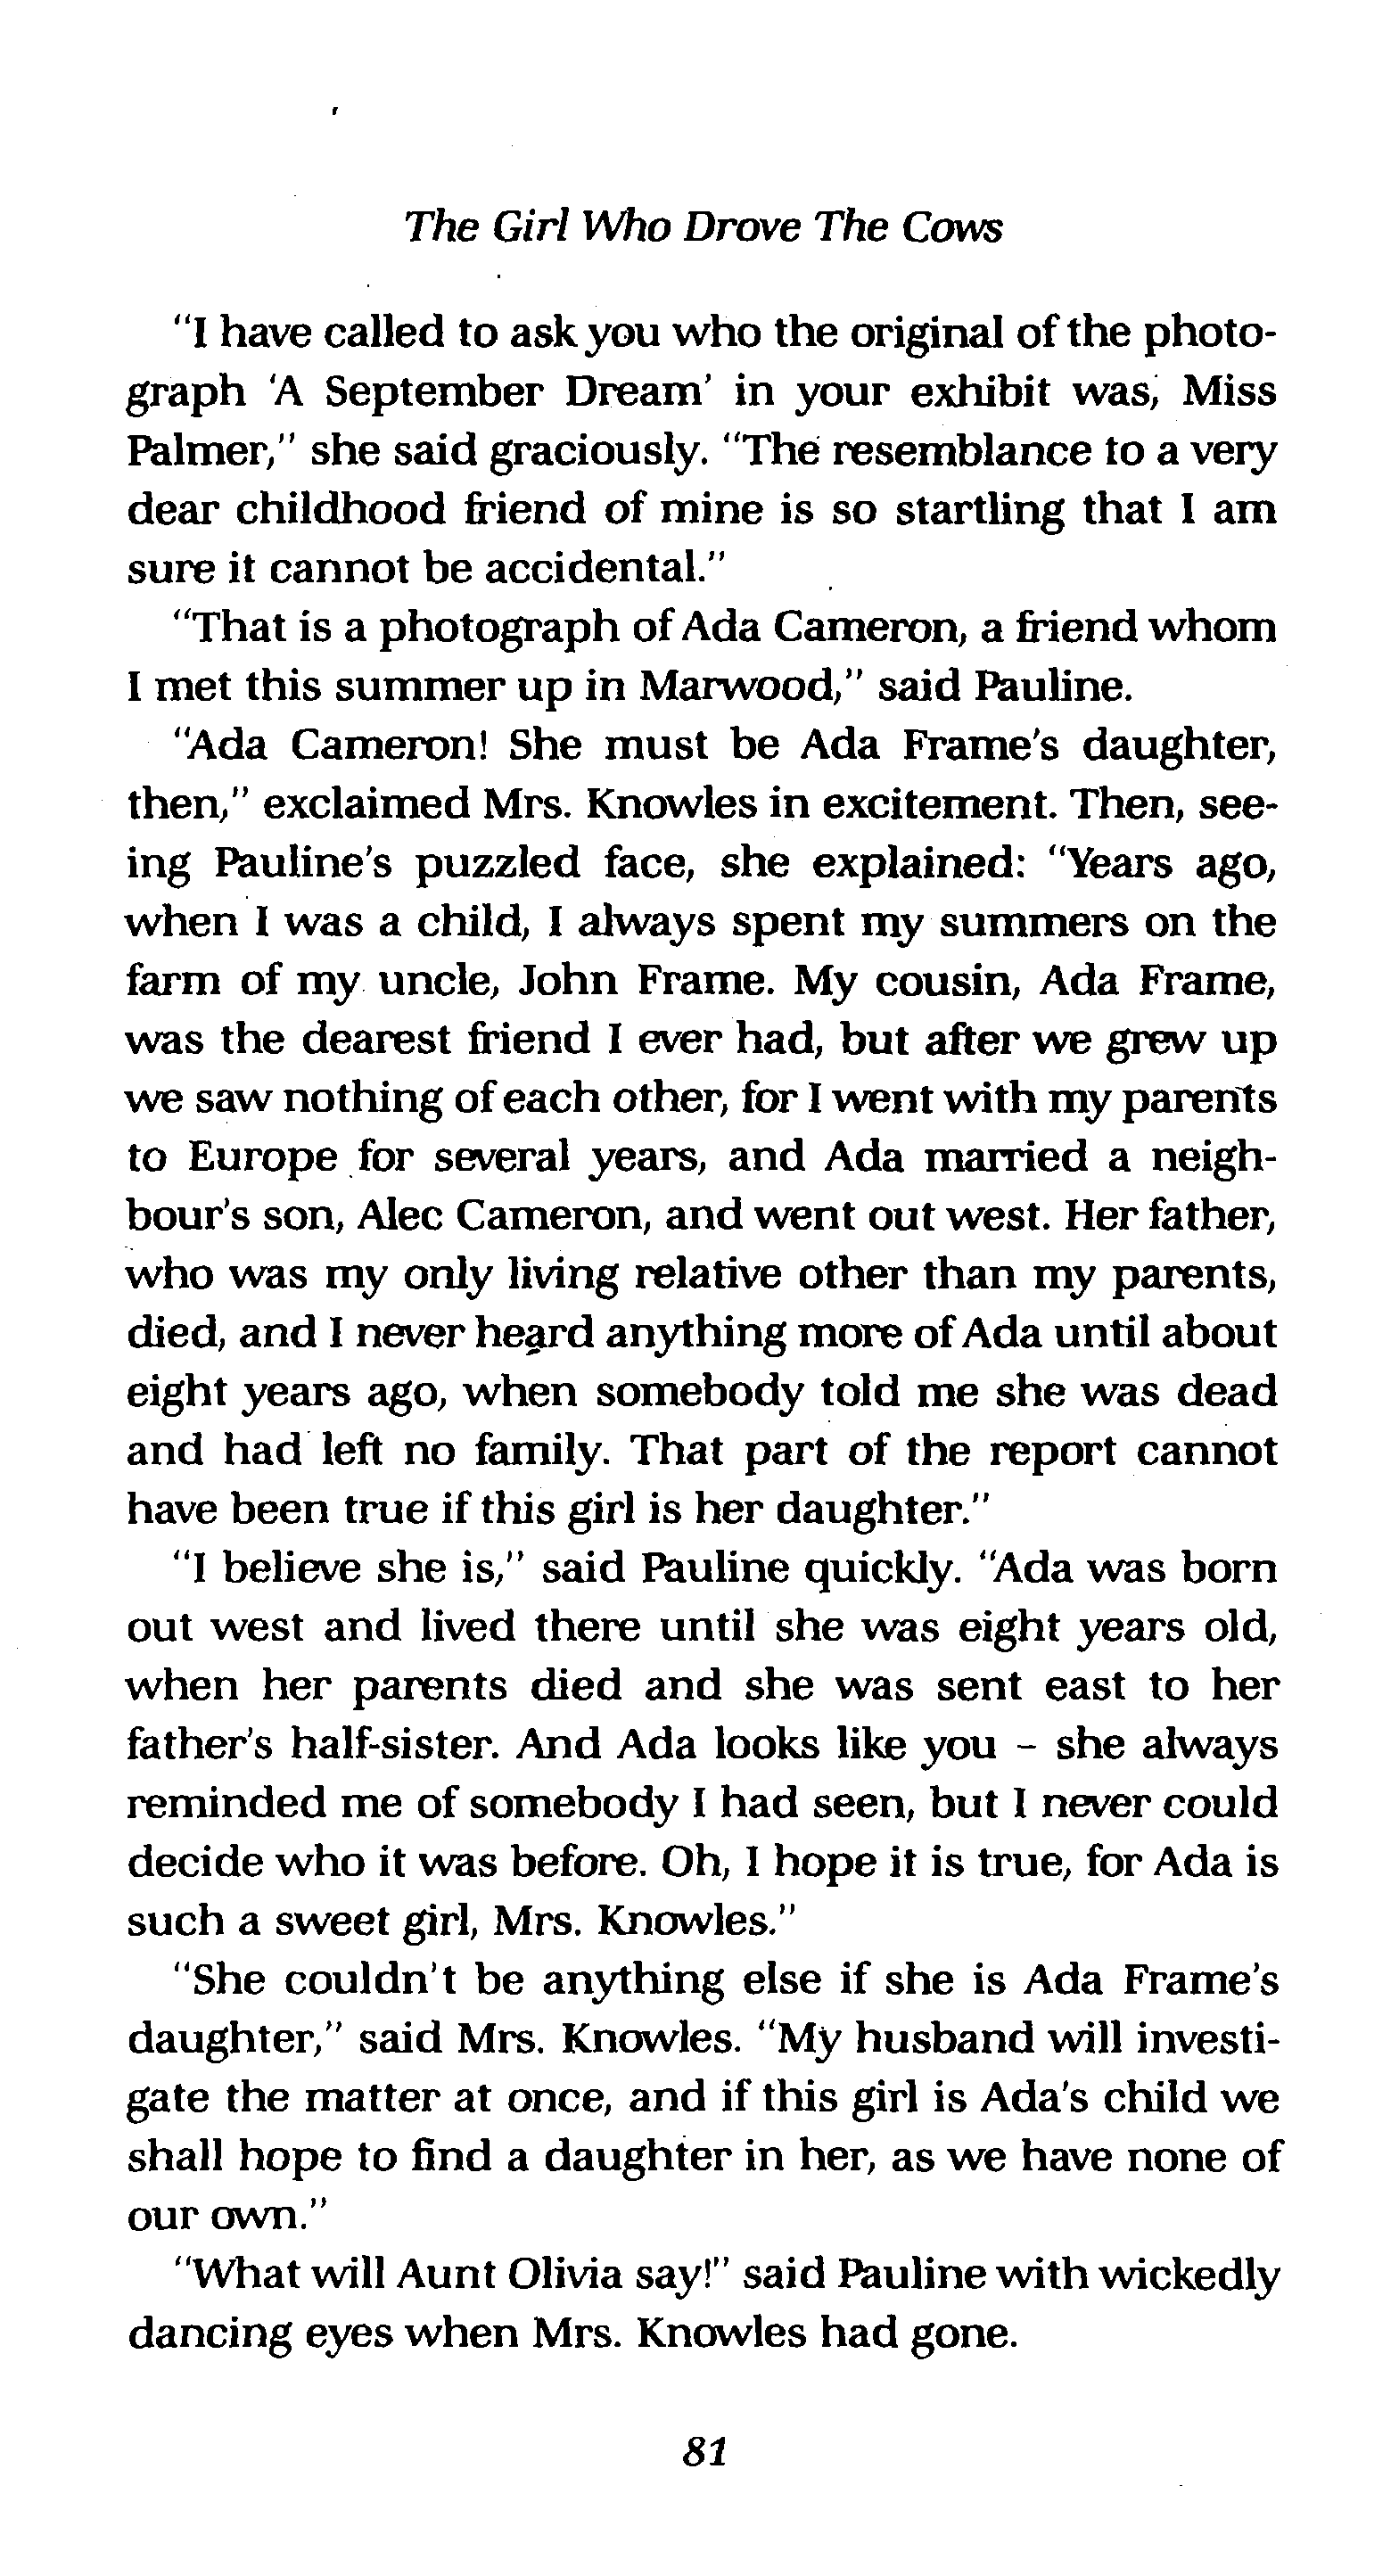 The Girl Who Drove The Cows
"I have called to ask you who the original of the photo-
graph 'A September Dream' in your exhibit was, Miss
Palmer," she said graciously. "The resemblance to a very
dear childhood friend of mine is so startling that I am
sure it cannot be accidental."
"That is a photograph of Ada Cameron, a friend whom
I met this summer up in Marwood," said Pauline.
"Ada Cameron! She must be Ada Frame's daughter,
then," exclaimed Mrs. Knowles in excitement. Then, see-
ing Pauline's puzzled face, she explained: "Years ago,
when I was a child, I always spent my summers on the
farm of my uncle, John Frame. My cousin, Ada Frame,
was the dearest friend I ever had, but after we grew up
we saw nothing of each other, for I went with my parents
to Europe for several years, and Ada married a neigh-
bour's son, Alec Cameron, and went out west. Her father,
who was my only living relative other than my parents,
died, and I never heard anything more of Ada until about
eight years ago, when somebody told me she was dead
and had left no family. That part of the report cannot
have been true if this girl is her daughter."
"I believe she is," said Pauline quickly. "Ada was born
out west and lived there until she was eight years old,
when her parents died and she was sent east to her
father's half-sister. And Ada looks like you – she always
reminded me of somebody I had seen, but I never could
decide who it was before. Oh, I hope it is true, for Ada is
such a sweet girl, Mrs. Knowles."
"She couldn't be anything else if she is Ada Frame's
daughter," said Mrs. Knowles. "My husband will investi-
gate the matter at once, and if this girl is Ada's child we
shall hope to find a daughter in her, as we have none of
our own."
"What will Aunt Olivia say!" said Pauline with wickedly
dancing eyes when Mrs. Knowles had gone.
81